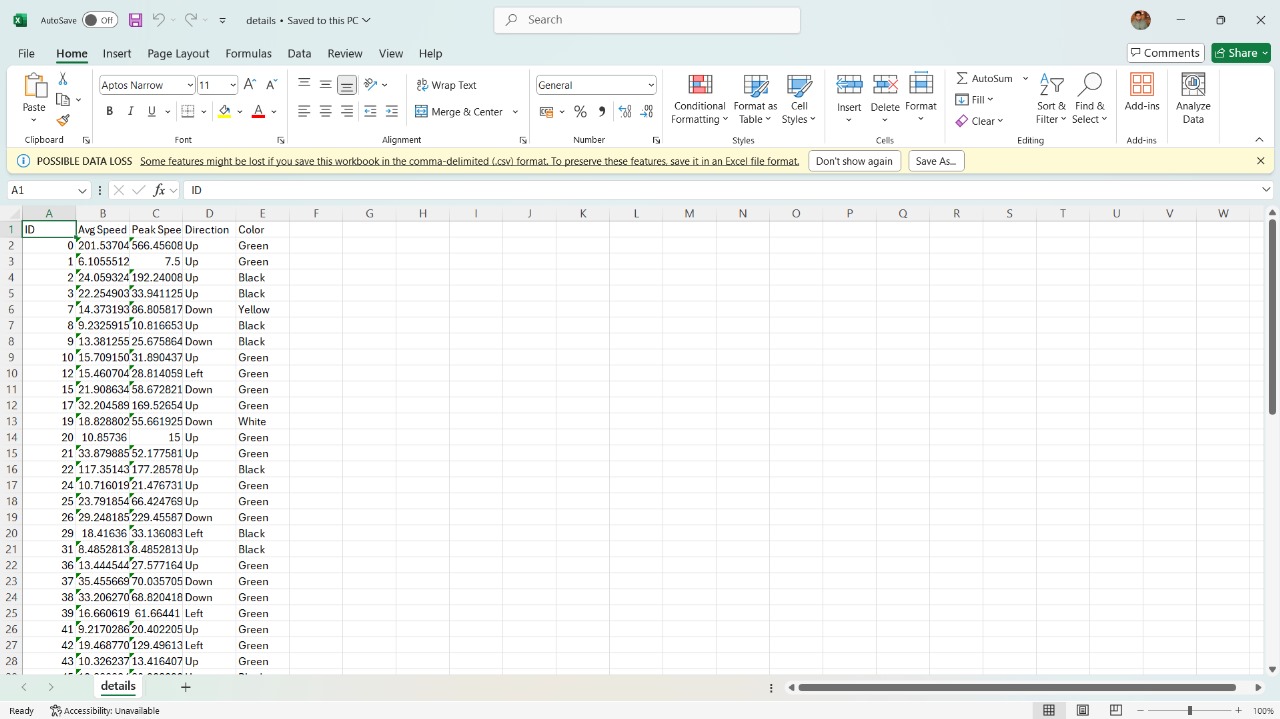 AutoSave Off details • Saved to this PC Search
File Home Insert Page Layout Formulas Data Review View Help Comments Share
Paste Aptos Narrow 11 A A Wrap Text General Conditional Formatting Format as Table Cell Styles Insert Delete Format AutoSum Sort & Filter Find & Select Add-ins Analyze Data
B I U A Merge & Center % , Fill Clear
Clipboard Font Alignment Number Styles Cells Editing Add-ins
POSSIBLE DATA LOSS Some features might be lost if you save this workbook in the comma-delimited (.csv) format. To preserve these features, save it in an Excel file format. Don't show again Save As...
A1 fx ID
A B C D E F G H I J K L M N O P Q R S T U V W
1 ID Avg Speed Peak Spee Direction Color
2 0 201.53704 566.45608 Up Green
3 1 6.1055512 7.5 Up Green
4 2 24.059324 192.24008 Up Black
5 3 22.254903 33.941125 Up Black
6 7 14.373193 86.805817 Down Yellow
7 8 9.2325915 10.816653 Up Black
8 9 13.381255 25.675864 Down Black
9 10 15.709150 31.890437 Up Green
10 12 15.460704 28.814059 Left Green
11 15 21.908634 58.672821 Down Green
12 17 32.204589 169.52654 Up Green
13 19 18.828802 55.661925 Down White
14 20 10.85736 15 Up Green
15 21 33.879885 52.177581 Up Green
16 22 117.35143 177.28578 Up Black
17 24 10.716019 21.476731 Up Green
18 25 23.791854 66.424769 Up Green
19 26 29.248185 229.45587 Down Green
20 29 18.41636 33.136083 Left Black
21 31 8.4852813 8.4852813 Up Black
22 36 13.444544 27.577164 Up Green
23 37 35.455669 70.035705 Down Green
24 38 33.206270 68.820418 Down Green
25 39 16.660619 61.66441 Left Green
26 41 9.2170286 20.402205 Up Green
27 42 19.468770 129.49613 Left Green
28 43 10.326237 13.416407 Up Green
details
Ready Accessibility: Unavailable 100%